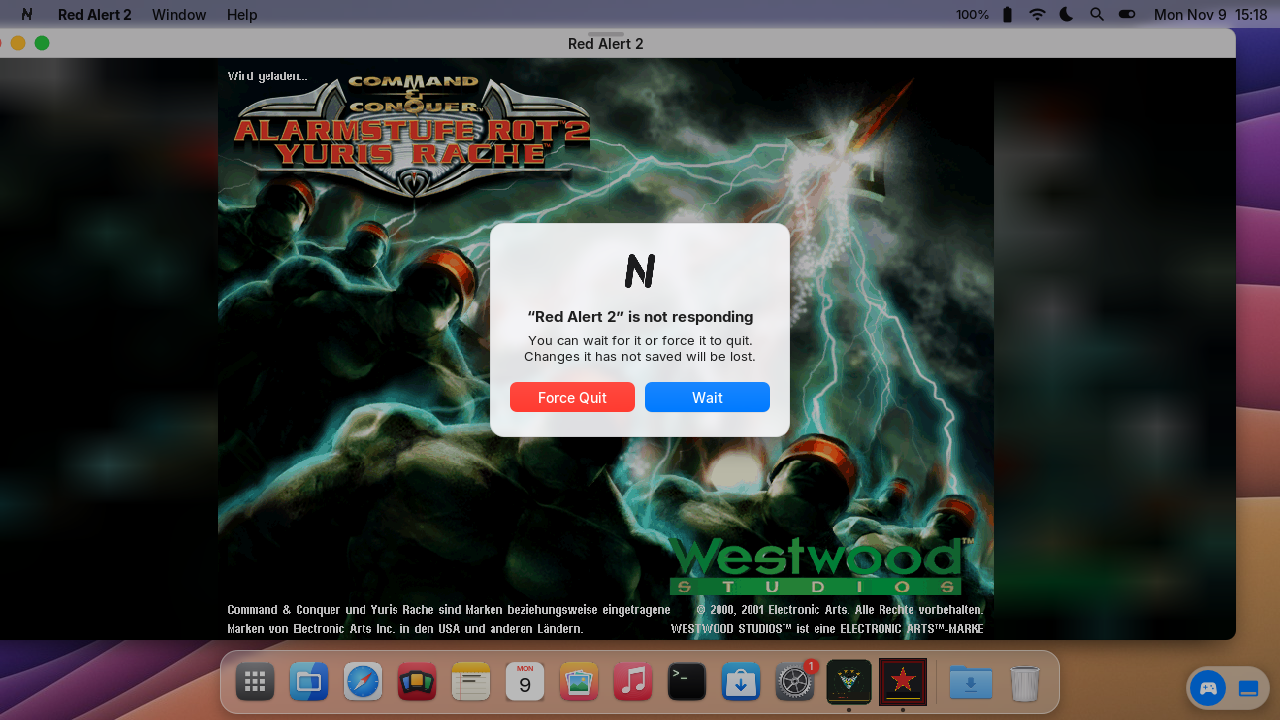 Red Alert 2 Window Help 100% Mon Nov 9 15:18
Red Alert 2
Wird geladen...
COMMAND
&
CONQUER™
ALARMSTUFE ROT 2™
YURIS RACHE™
“Red Alert 2” is not responding
You can wait for it or force it to quit.
Changes it has not saved will be lost.
Force Quit Wait
Westwood™
STUDIOS
Command & Conquer und Yuris Rache sind Marken beziehungsweise eingetragene
Marken von Electronic Arts Inc. in den USA und anderen Ländern.
© 2000, 2001 Electronic Arts. Alle Rechte vorbehalten.
WESTWOOD STUDIOS™ ist eine ELECTRONIC ARTS™-MARKE
MON
9
>_
1